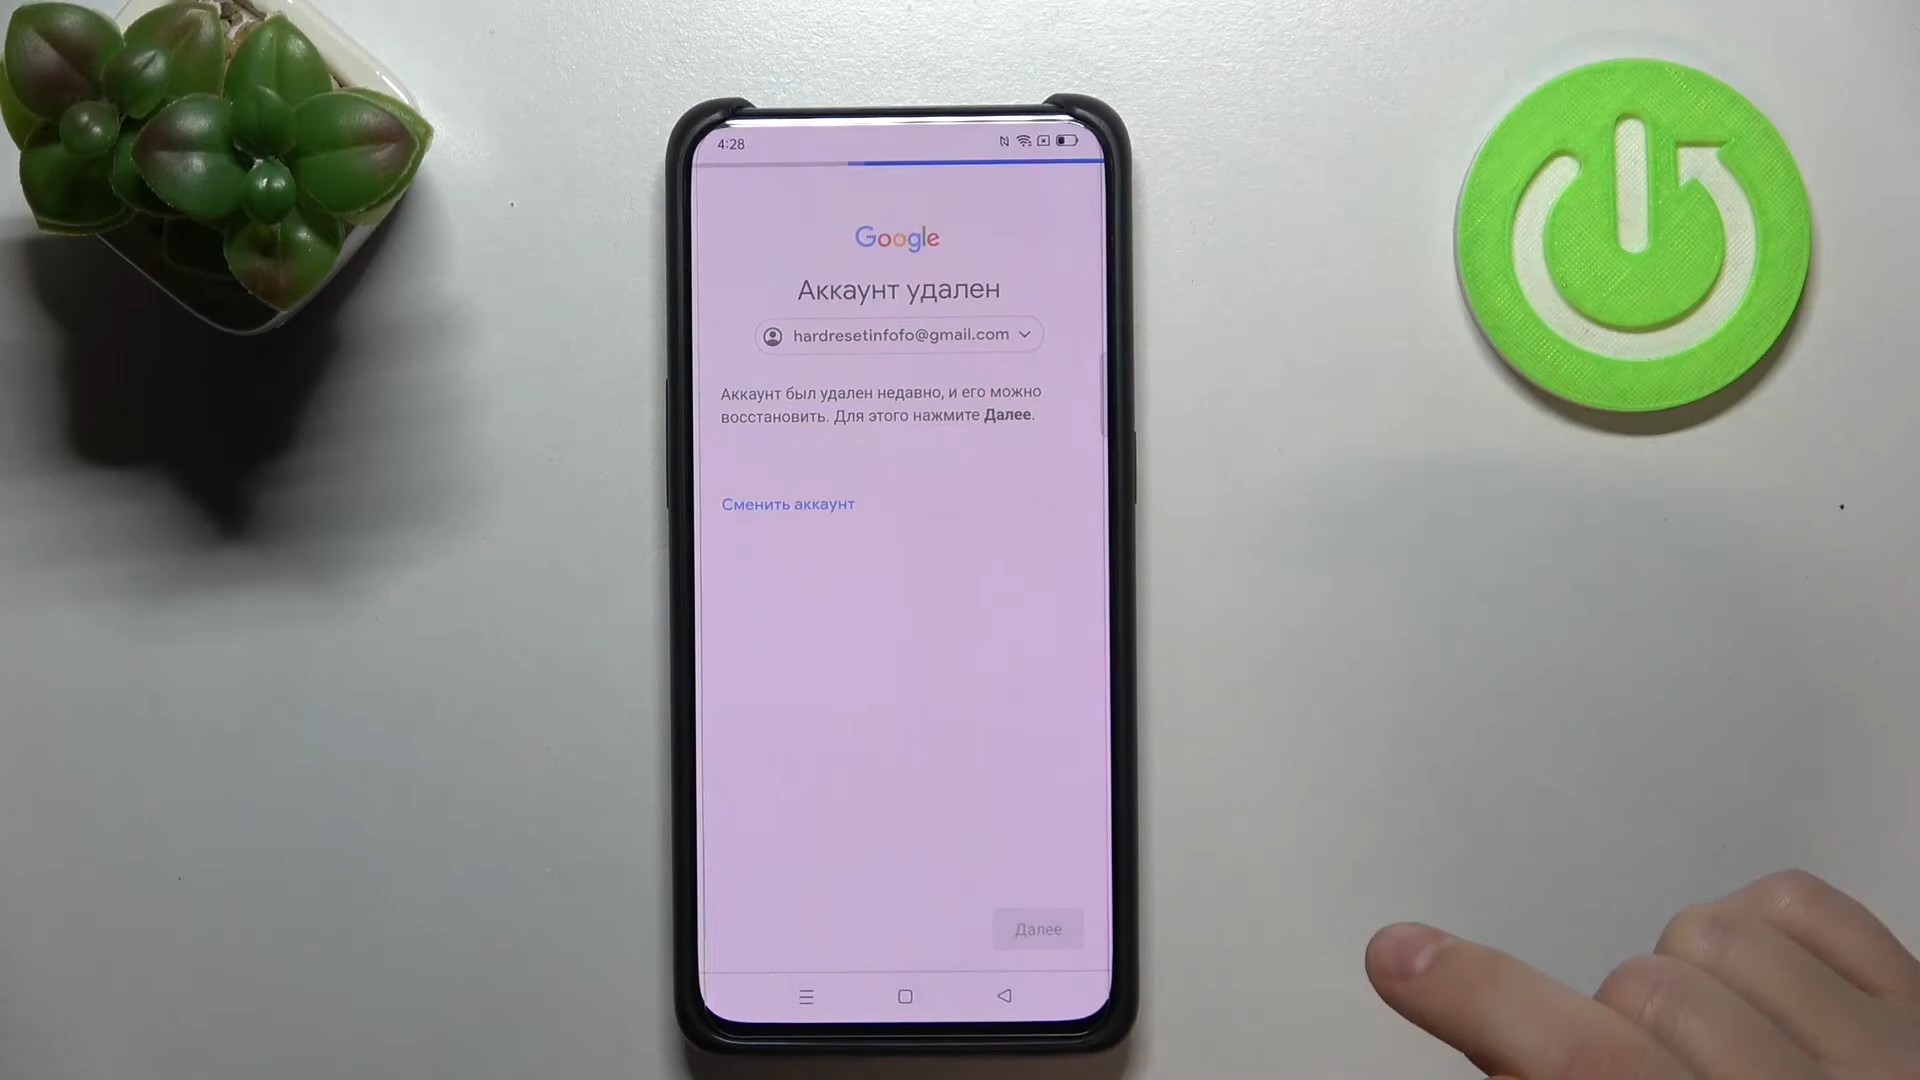 4:28
Google
Аккаунт удален
hardresetinfofo@gmail.com
Аккаунт был удален недавно, и его можно
восстановить. Для этого нажмите Далее.
Сменить аккаунт
Далее